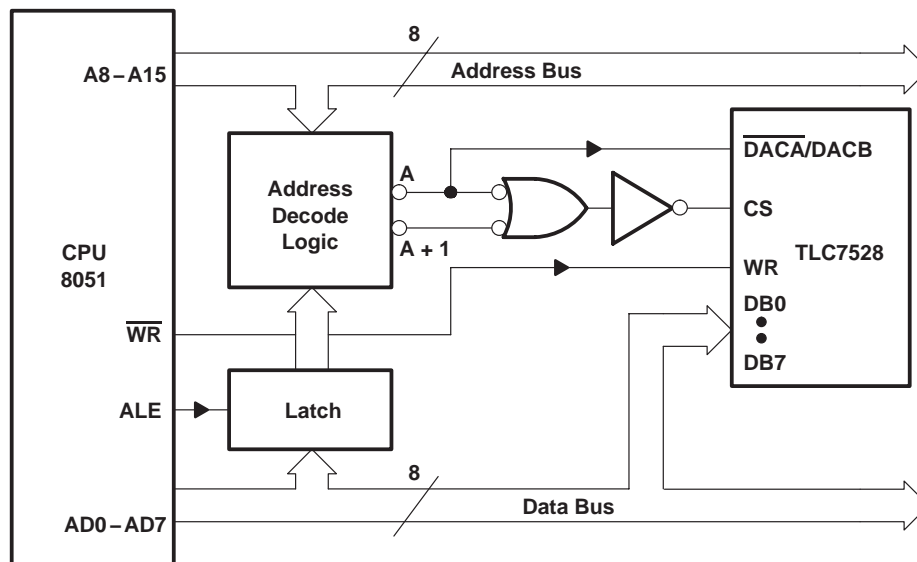 8
A8–A15
Address Bus
DACA/DACB
A
Address
Decode
Logic
CS
A + 1
CPU
8051
TLC7528
WR
DB0
WR
DB7
ALE
Latch
8
Data Bus
AD0–AD7